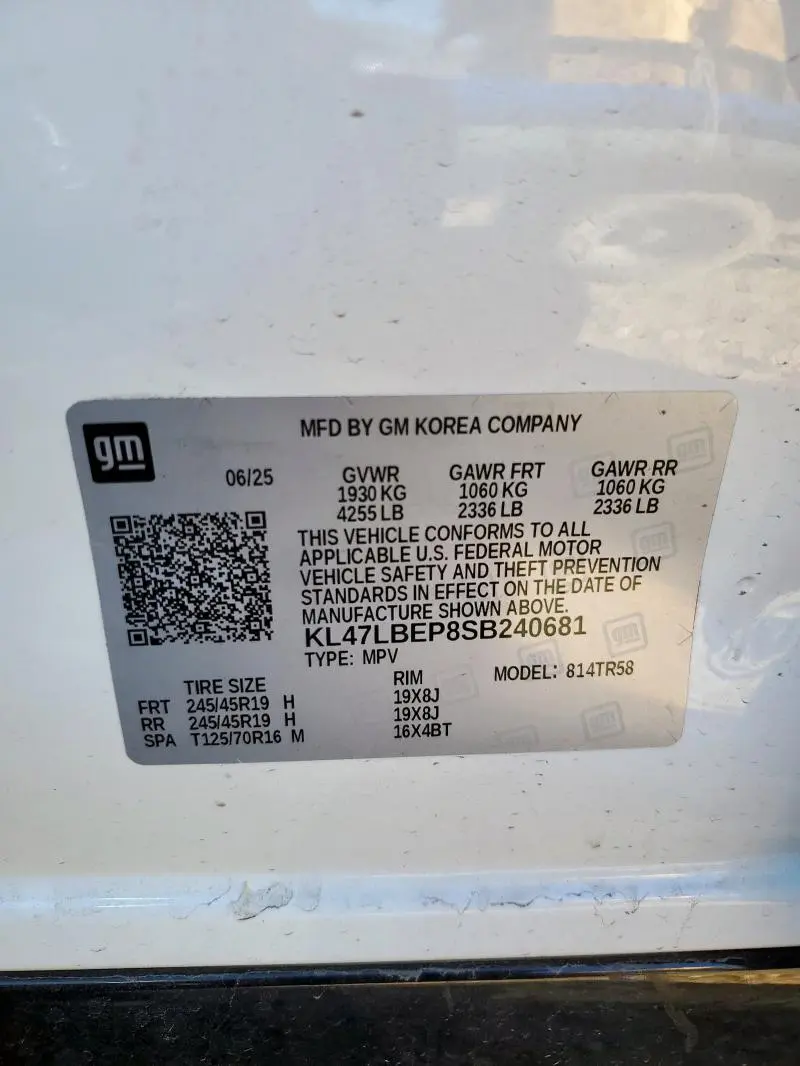 gm
MFD BY GM KOREA COMPANY
06/25
GVWR GAWR FRT GAWR RR
1930 KG 1060 KG 1060 KG
4255 LB 2336 LB 2336 LB
THIS VEHICLE CONFORMS TO ALL
APPLICABLE U.S. FEDERAL MOTOR
VEHICLE SAFETY AND THEFT PREVENTION
STANDARDS IN EFFECT ON THE DATE OF
MANUFACTURE SHOWN ABOVE.
KL47LBEP8SB240681
TYPE: MPV
MODEL: 814TR58
TIRE SIZE RIM
FRT 245/45R19 H 19X8J
RR 245/45R19 H 19X8J
SPA T125/70R16 M 16X4BT